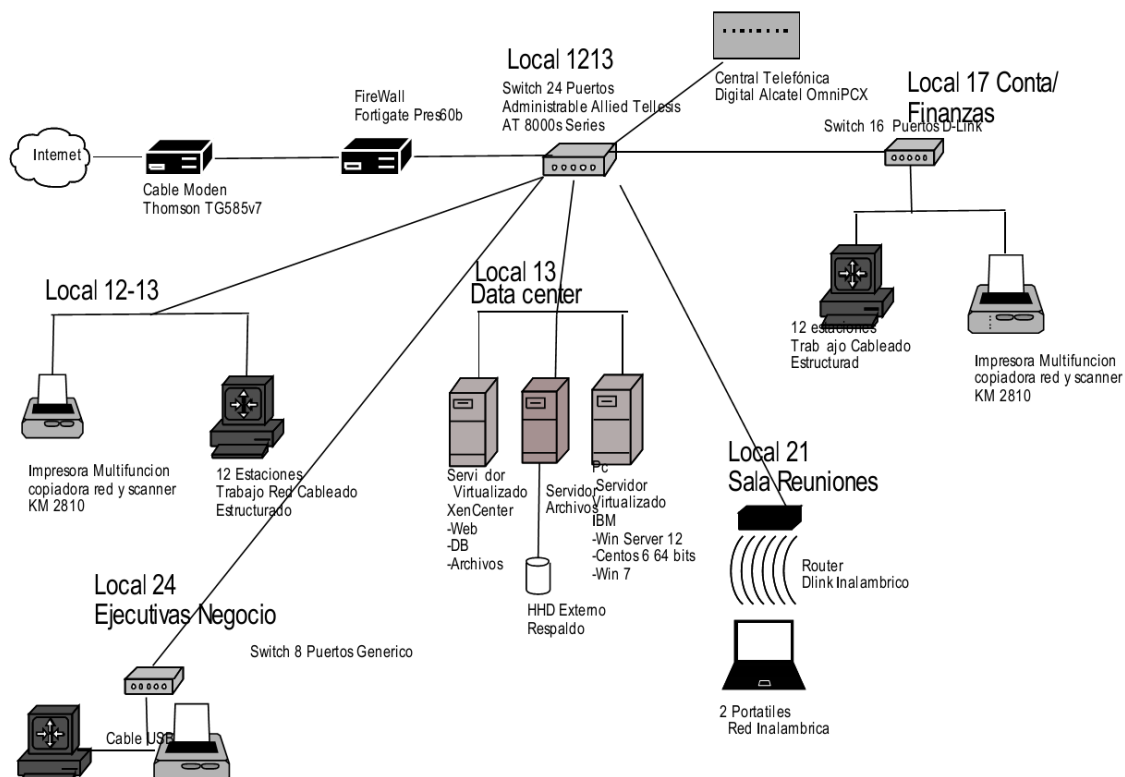 Local 1213
Switch 24 Puertos
Administrable Allied Tellesis
AT 8000s Series
Central Telefónica
Digital Alcatel OmniPCX
Local 17 Conta/
Finanzas
Switch 16 Puertos D-Link
FireWall
Fortigate Pres60b
Internet
Cable Moden
Thomson TG585v7
Local 12-13
Impresora Multifuncion
copiadora red y scanner
KM 2810
12 Estaciones
Trabajo Red Cableado
Estructurado
Local 13
Data center
Servi dor
Virtualizado
XenCenter
-Web
-DB
-Archivos
Servidor
Archivos
HHD Externo
Respaldo
Pc
Servidor
Virtualizado
IBM
-Win Server 12
-Centos 6 64 bits
-Win 7
12 estaciones
Trab ajo Cableado
Estructurad
Impresora Multifuncion
copiadora red y scanner
KM 2810
Local 21
Sala Reuniones
Router
Dlink Inalambrico
2 Portatiles
Red Inalambrica
Local 24
Ejecutivas Negocio
Switch 8 Puertos Generico
Cable USB